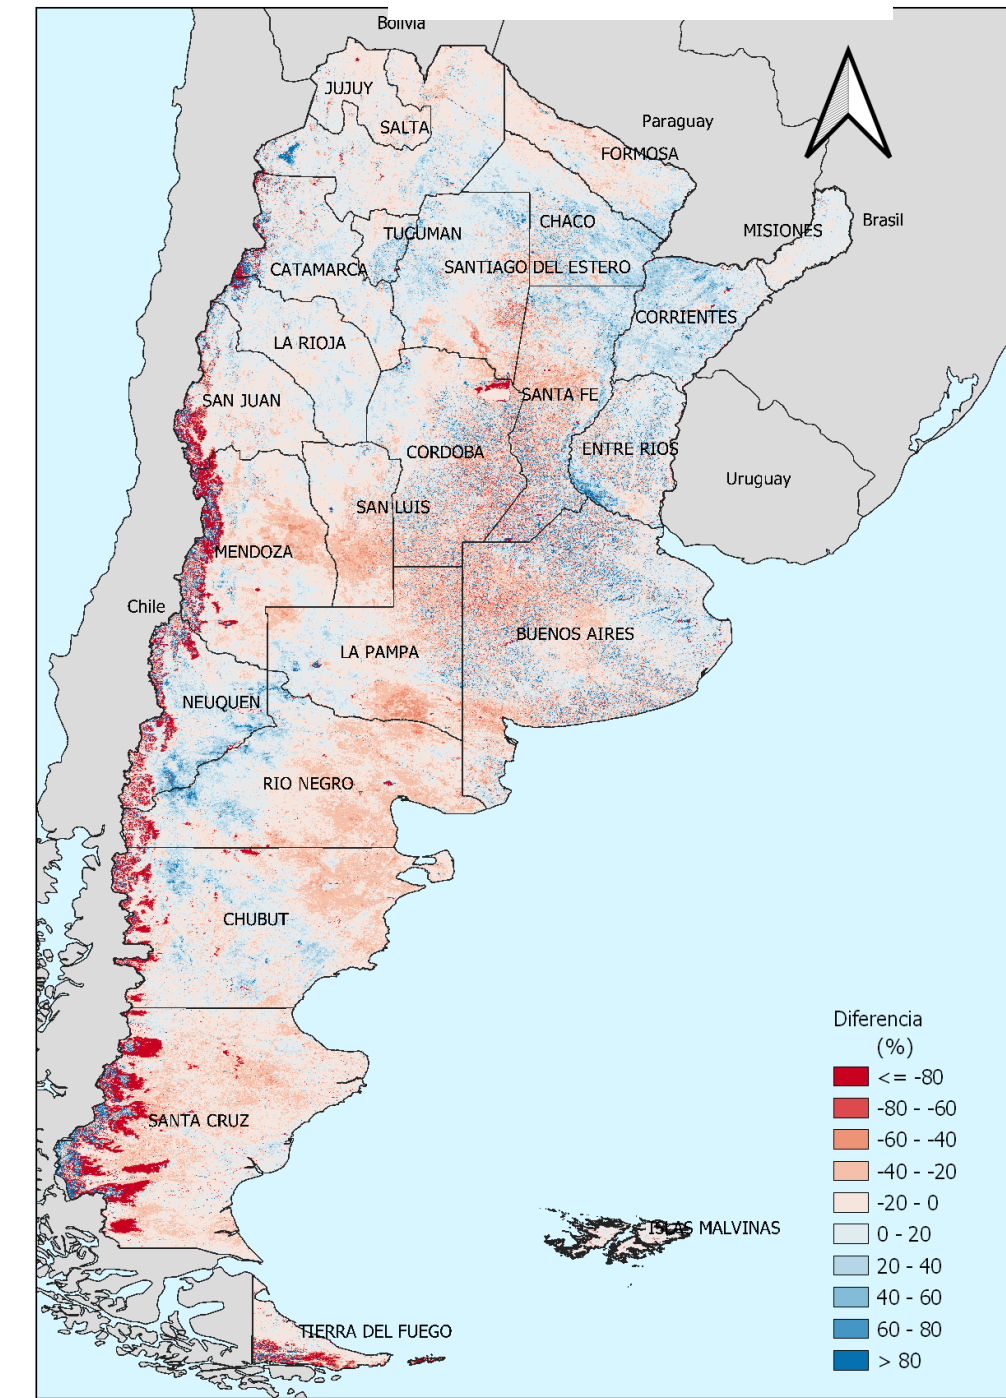 Bolivia
JUJUY
SALTA
Paraguay
FORMOSA
CHACO
TUCUMAN
MISIONES
Brasil
CATAMARCA
SANTIAGO DEL ESTERO
CORRIENTES
LA RIOJA
SAN JUAN
SANTA FE
CORDOBA
ENTRE RIOS
Uruguay
SAN LUIS
MENDOZA
Chile
BUENOS AIRES
LA PAMPA
NEUQUEN
RIO NEGRO
CHUBUT
SANTA CRUZ
ISLAS MALVINAS
TIERRA DEL FUEGO
Diferencia
(%)
<= -80
-80 - -60
-60 - -40
-40 - -20
-20 - 0
0 - 20
20 - 40
40 - 60
60 - 80
> 80